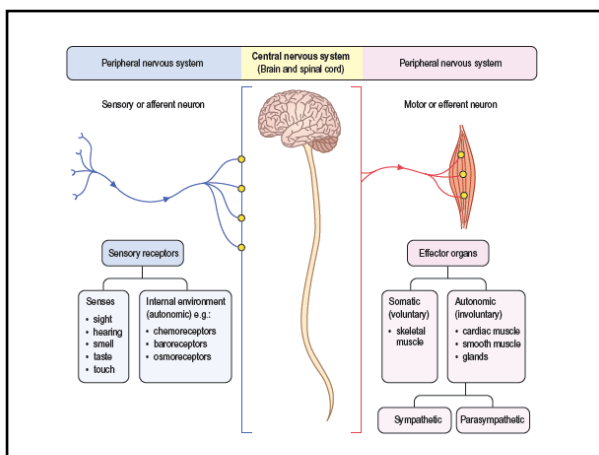 Peripheral nervous system
Central nervous system
(Brain and spinal cord)
Peripheral nervous system
Sensory or afferent neuron
Motor or efferent neuron
Sensory receptors
Senses
• sight
• hearing
• smell
• taste
• touch
Internal environment
(autonomic) e.g.:
• chemoreceptors
• baroreceptors
• osmoreceptors
Effector organs
Somatic
(voluntary)
• skeletal
muscle
Autonomic
(involuntary)
• cardiac muscle
• smooth muscle
• glands
Sympathetic
Parasympathetic